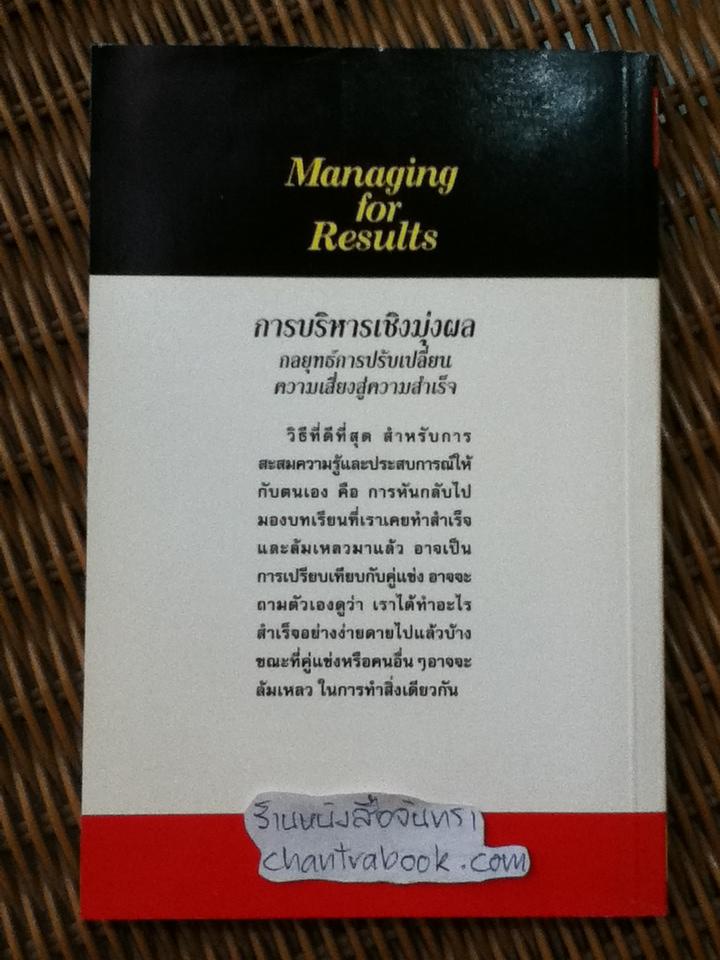 Managing
for
Results
การบริหารเชิงมุ่งผล
กลยุทธ์การปรับเปลี่ยน
ความเสี่ยงสู่ความสำเร็จ
วิธีที่ดีที่สุด สำหรับการ
สะสมความรู้และประสบการณ์ให้
กับตนเอง คือ การหันกลับไป
มองบทเรียนที่เราเคยทำสำเร็จ
และล้มเหลวมาแล้ว อาจเป็น
การเปรียบเทียบกับคู่แข่ง อาจจะ
ถามตัวเองดูว่า เราได้ทำอะไร
สำเร็จอย่างง่ายดายไปแล้วบ้าง
ขณะที่คู่แข่งหรือคนอื่น ๆ อาจจะ
ล้มเหลว ในการทำสิ่งเดียวกัน
ร้านหนังสือจันทรา
chantrabook.com